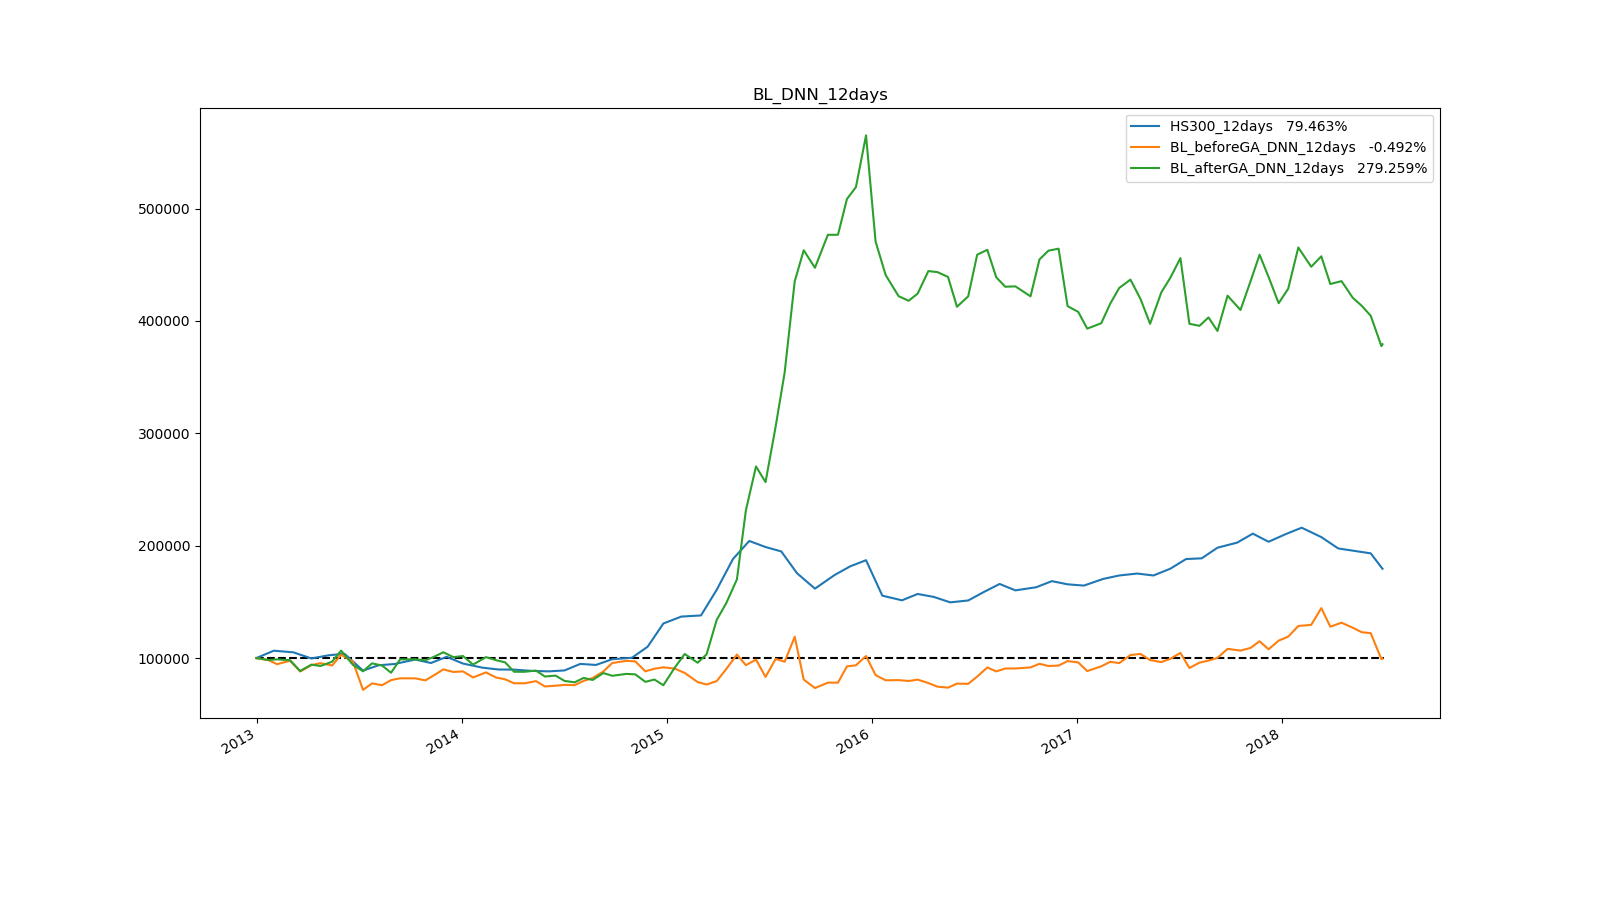 BL_DNN_12days
HS300_12days   79.463%
BL_beforeGA_DNN_12days   -0.492%
BL_afterGA_DNN_12days   279.259%
500000
400000
300000
200000
100000
2013
2014
2015
2016
2017
2018